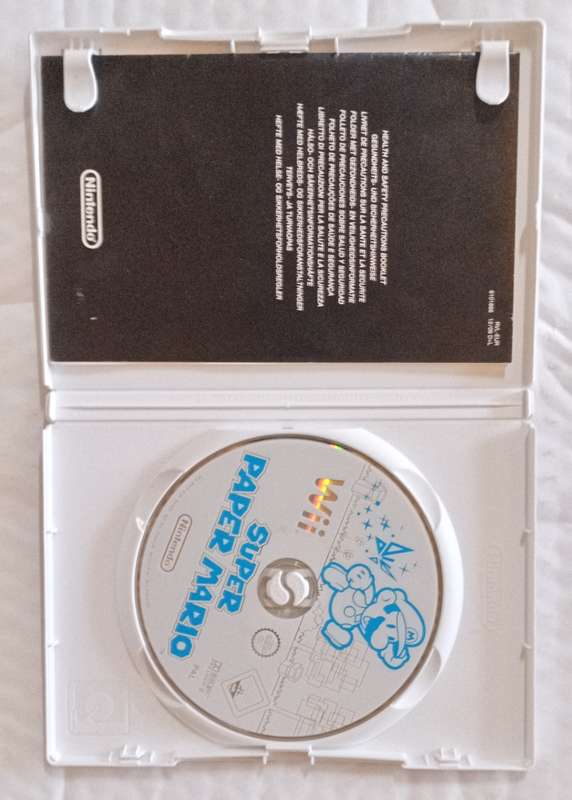 HEALTH AND SAFETY PRECAUTIONS BOOKLET
GESUNDHEITS- UND SICHERHEITSHINWEISE
LIVRET DE PRECAUTIONS SUR LA SANTÉ ET LA SÉCURITÉ
FOLDER MET GEZONDHEIDS- EN VEILIGHEIDSINFORMATIE
FOLLETO DE PRECAUCIONES SOBRE SALUD Y SEGURIDAD
FOLHETO DE PRECAUÇÕES DE SAÚDE E SEGURANÇA
LIBRETTO DI PRECAUZIONI PER LA SALUTE E LA SICUREZZA
HÄLSO- OCH SÄKERHETSINFORMATIONSHÄFTE
HÆFTE MED HELBREDS- OG SIKKERHEDSFORANSTALTNINGER
TERVEYS- JA TURVAOPAS
HEFTE MED HELSE- OG SIKKERHETSFORHOLDSREGLER
Nintendo
Wii
SUPER
PAPER MARIO
Nintendo
PAL
M